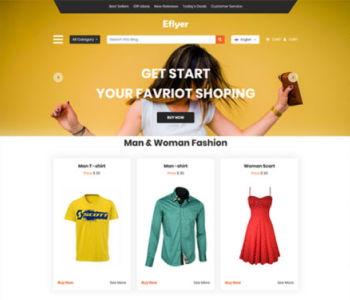 Best Sellers Gift Ideas New Releases Today's Deals Customer Service
Eflyer
All Category Search this blog English CART CART
GET START
YOUR FAVRIOT SHOPING
BUY NOW
Man & Woman Fashion
Man T -shirt
Price $ 30
Man -shirt
Price $ 30
Woman Scart
Price $ 30
SCOTT
Buy Now See More
Buy Now See More
Buy Now See More